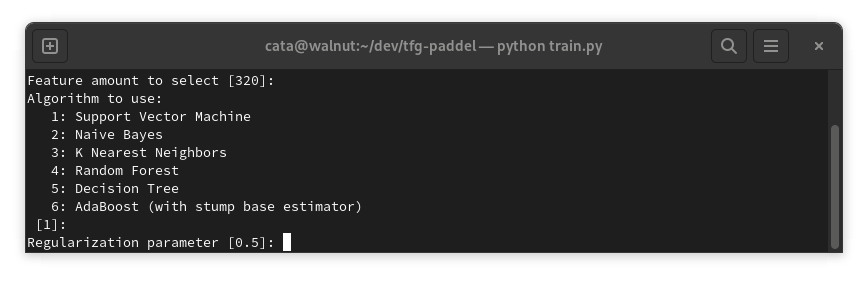 cata@walnut:~/dev/tfg-paddel — python train.py
Feature amount to select [320]:
Algorithm to use:
   1: Support Vector Machine
   2: Naive Bayes
   3: K Nearest Neighbors
   4: Random Forest
   5: Decision Tree
   6: AdaBoost (with stump base estimator)
 [1]:
Regularization parameter [0.5]: